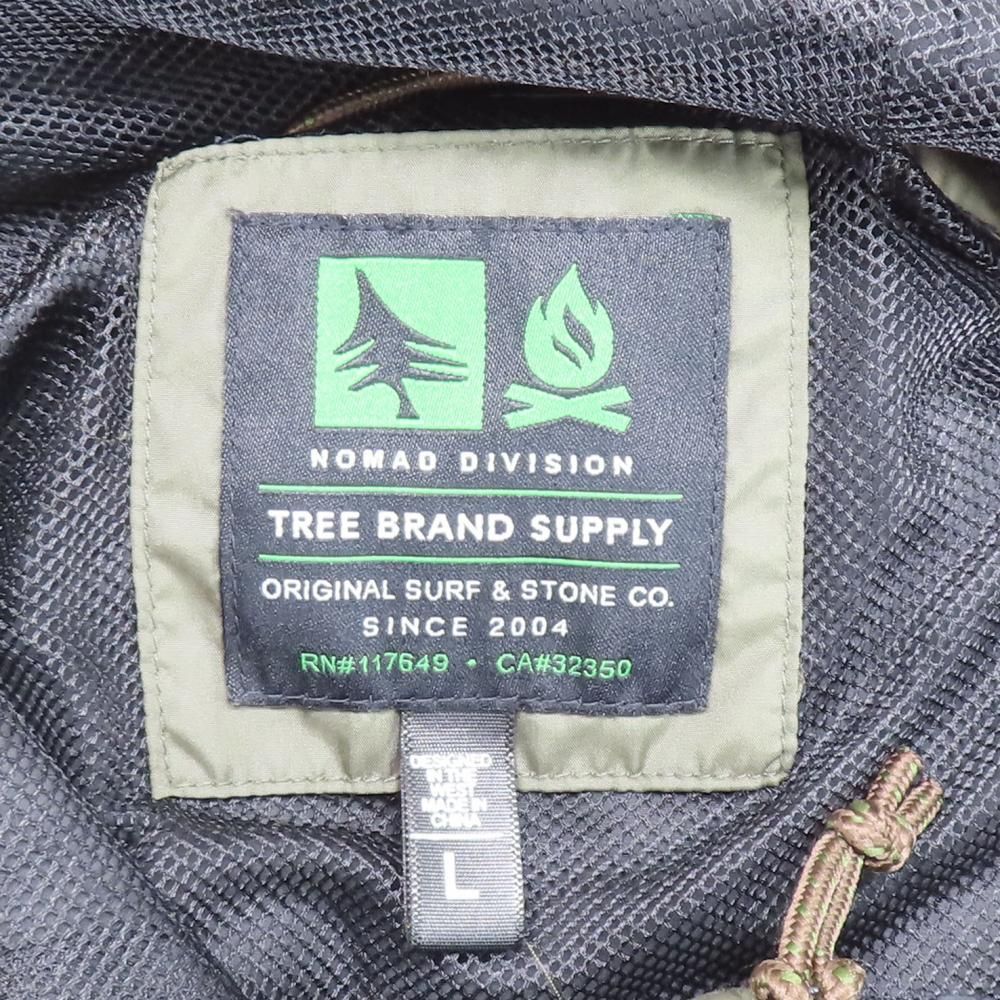 NOMAD DIVISION
TREE BRAND SUPPLY
ORIGINAL SURF & STONE CO.
SINCE 2004
RN#117649 • CA#32350
DESIGNED
IN THE
WEST
MADE IN
CHINA
L